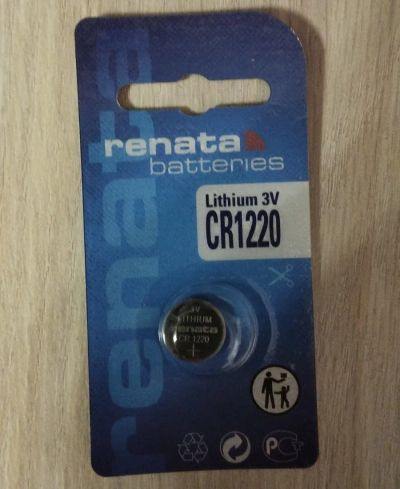 renata
renata
batteries
Lithium 3V
CR1220
3V
LITHIUM
renata
CR 1220
+